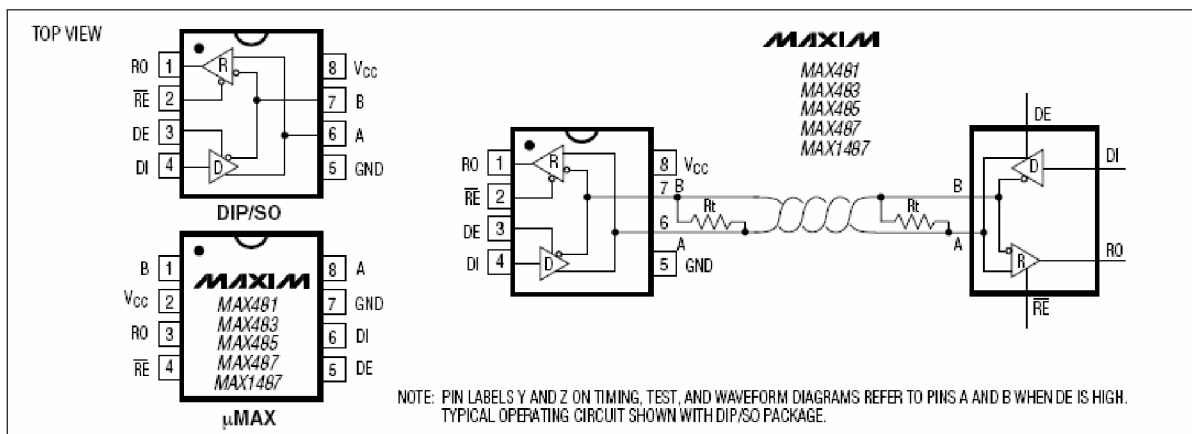 TOP VIEW
RO 1
RE 2
DE 3
DI 4
8 VCC
7 B
6 A
5 GND
R
D
DIP/SO
B 1
VCC 2
RO 3
RE 4
8 A
7 GND
6 DI
5 DE
MAXIM
MAX481
MAX483
MAX485
MAX487
MAX1487
µMAX
MAXIM
MAX481
MAX483
MAX485
MAX487
MAX1487
RO 1
RE 2
DE 3
DI 4
R
D
8 VCC
7 B
6
A
5 GND
Rt
Rt
B
A
DE
D
DI
R
RO
RE
NOTE: PIN LABELS Y AND Z ON TIMING, TEST, AND WAVEFORM DIAGRAMS REFER TO PINS A AND B WHEN DE IS HIGH.
TYPICAL OPERATING CIRCUIT SHOWN WITH DIP/SO PACKAGE.